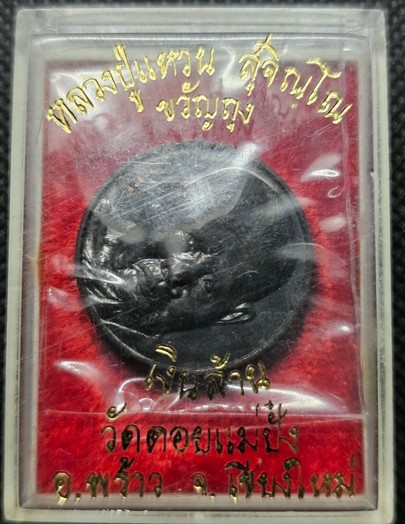 หลวงปู่แหวน สุจิณฺโณ
ขวัญถุง
เงินล้าน
วัดดอยแม่ปั๋ง
อ.พร้าว จ.เชียงใหม่